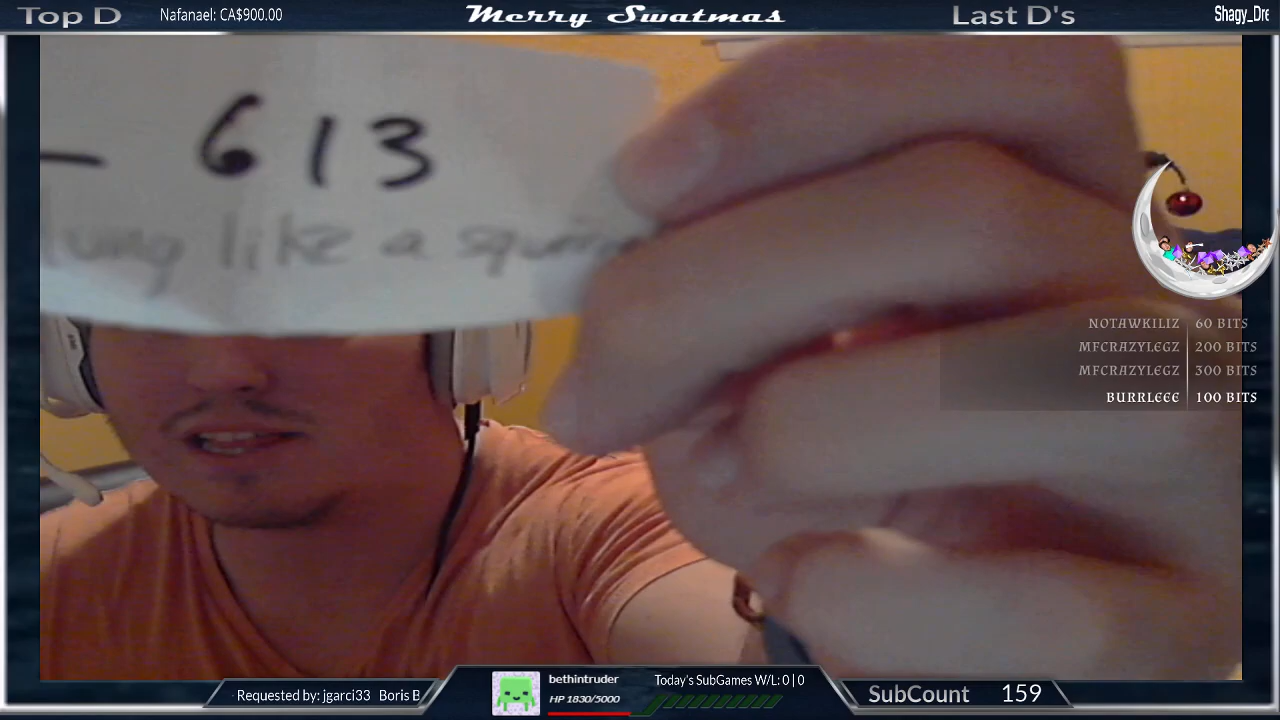 Top D
Nafanael: CA$900.00
Merry Swatmas
Last D's
Shagy_Dre
- 613
like a
NOTAWKILIZ 60 BITS
MFCRAZYLEGZ 200 BITS
MFCRAZYLEGZ 300 BITS
BURRLEEE 100 BITS
Requested by: jgarci33 Boris B
bethintruder
HP 1830/5000
Today's SubGames W/L: 0 | 0
SubCount 159